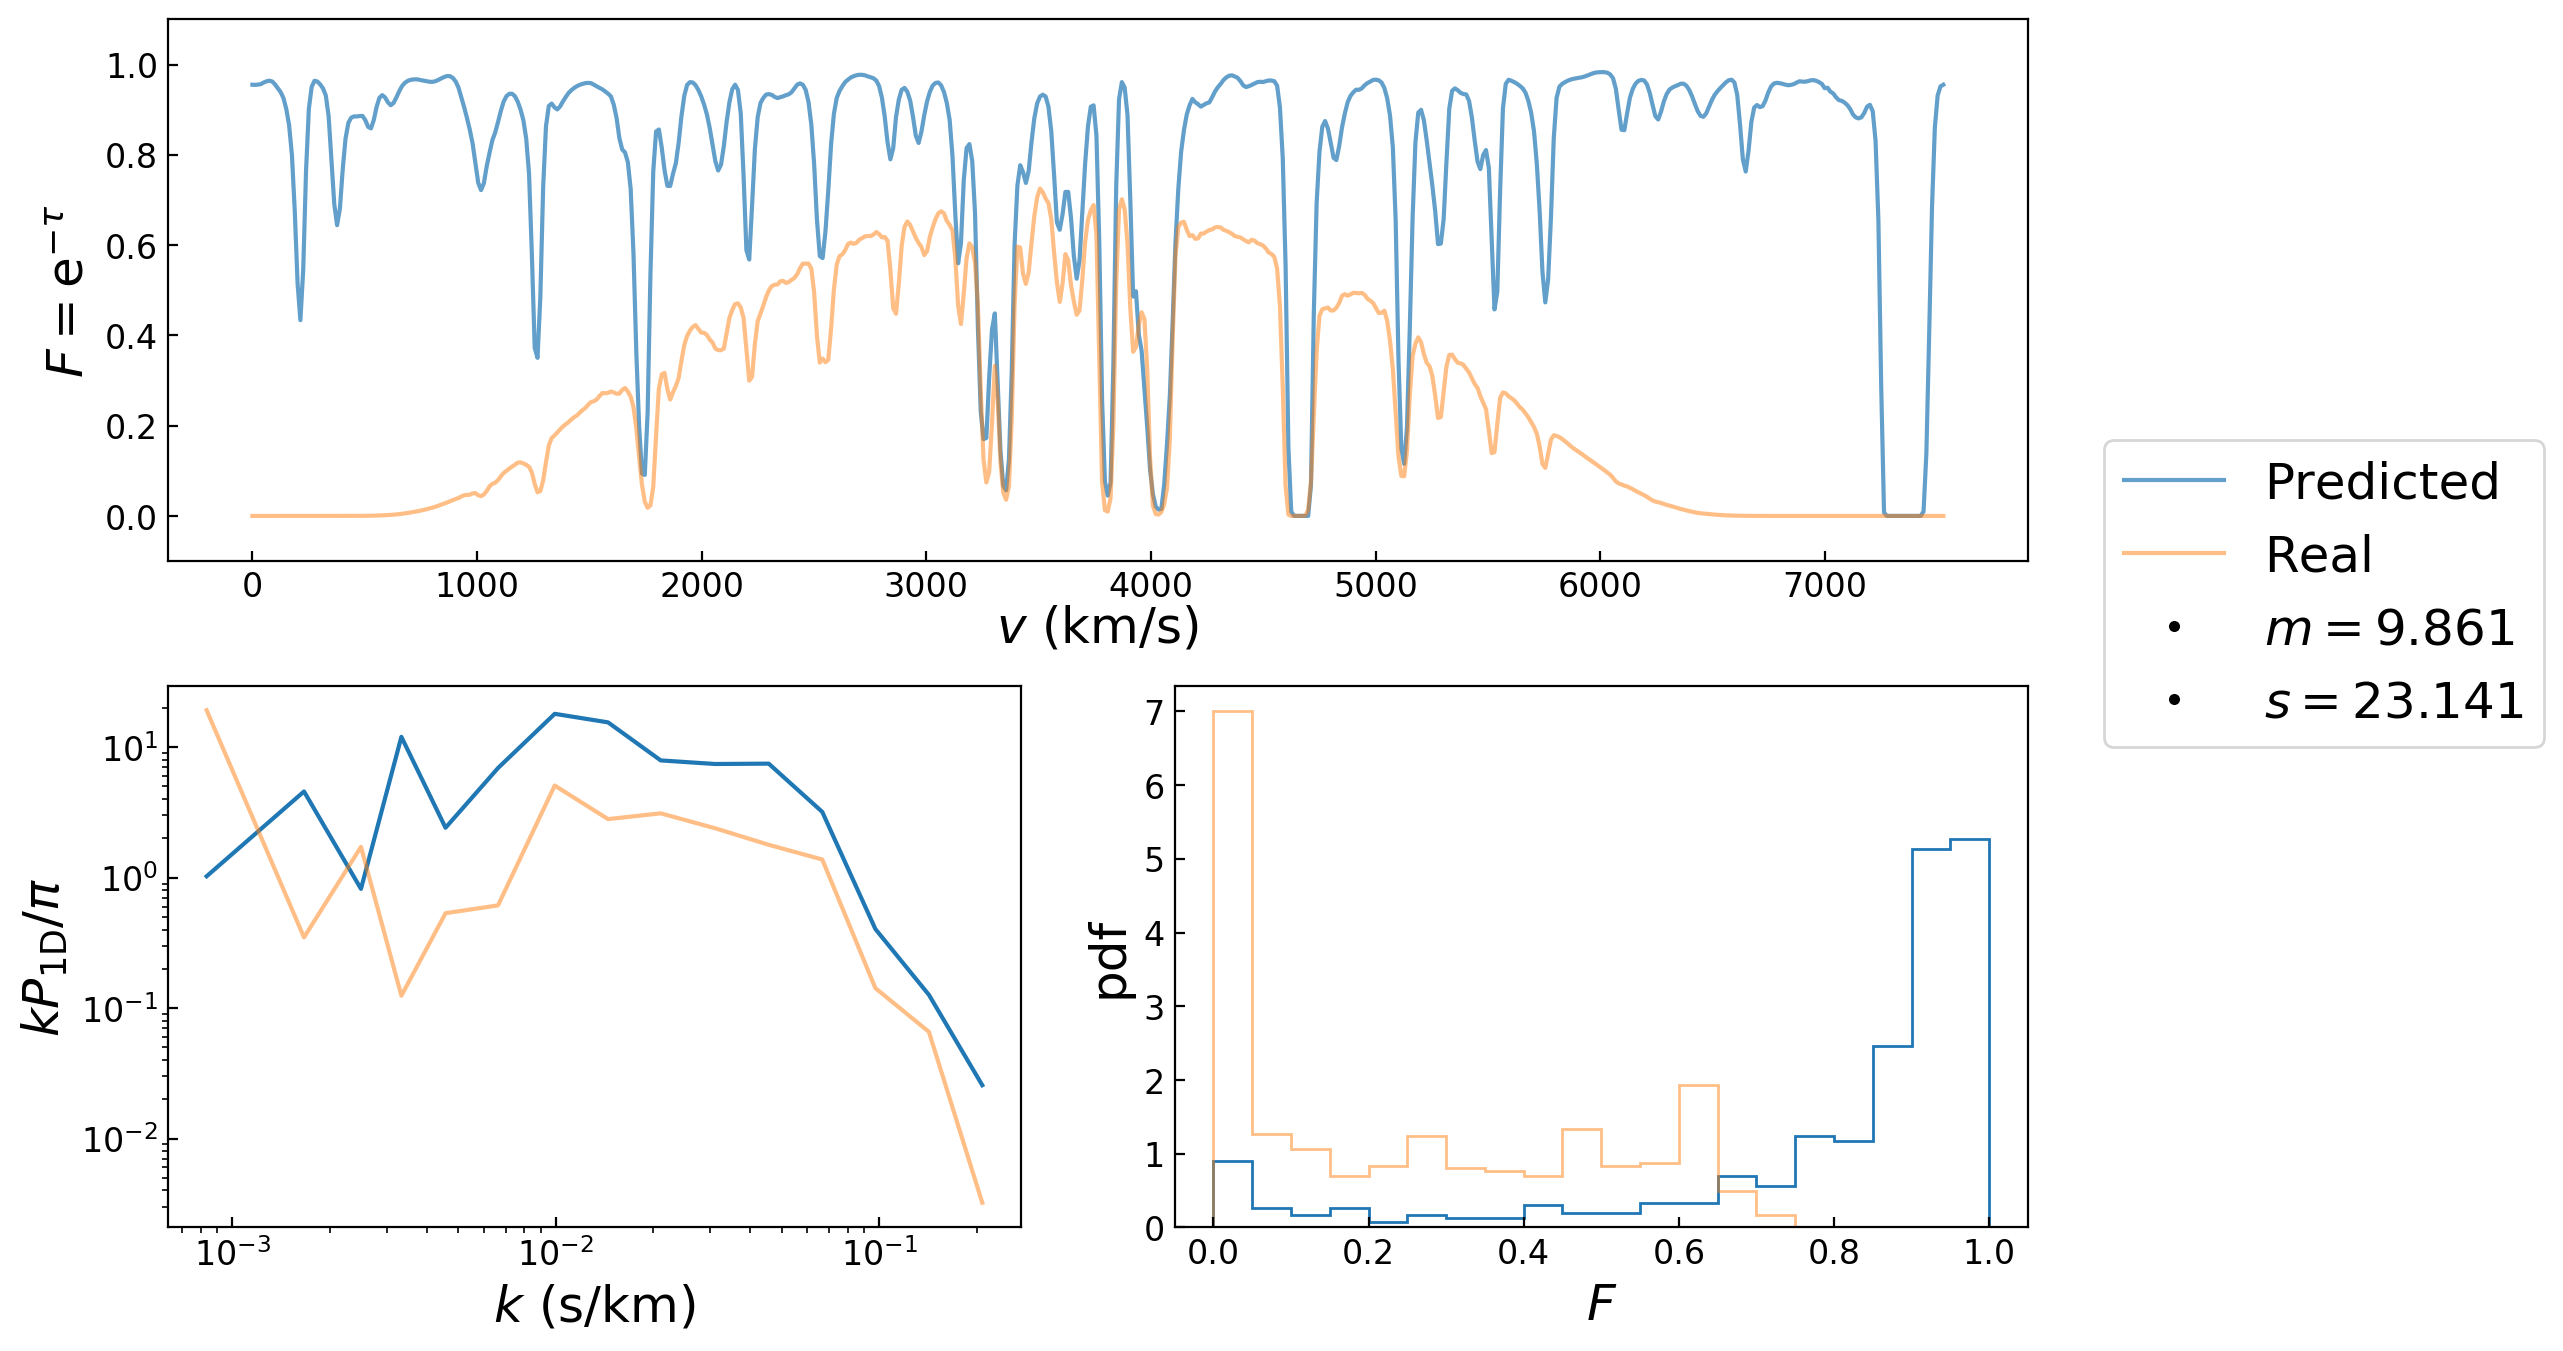 F = e^{−τ}
1.0
0.8
0.6
0.4
0.2
0.0
0 1000 2000 3000 4000 5000 6000 7000
v (km/s)
Predicted
Real
m = 9.861
s = 23.141
kP_{1D}/π
10^1
10^0
10^{−1}
10^{−2}
10^{−3} 10^{−2} 10^{−1}
k (s/km)
pdf
7
6
5
4
3
2
1
0
0.0 0.2 0.4 0.6 0.8 1.0
F